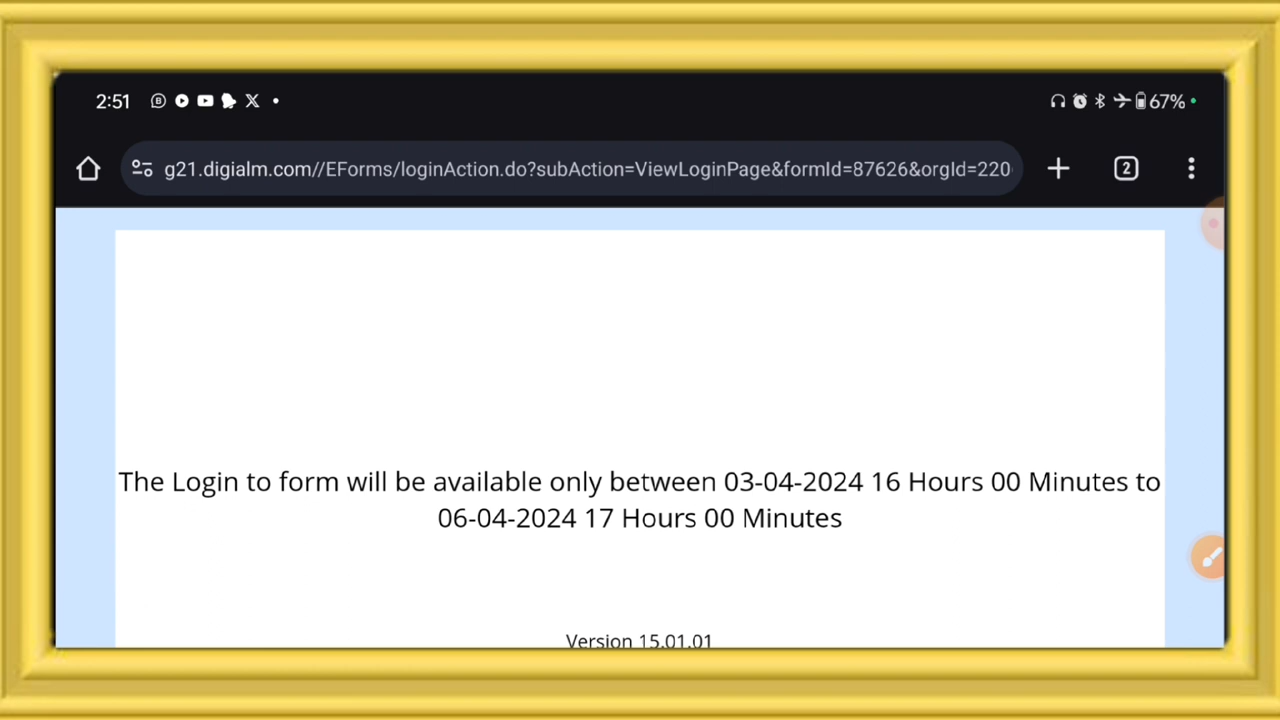 2:51 67%
g21.digialm.com//EForms/loginAction.do?subAction=ViewLoginPage&formId=87626&orgId=220 2
The Login to form will be available only between 03-04-2024 16 Hours 00 Minutes to
06-04-2024 17 Hours 00 Minutes
Version 15.01.01